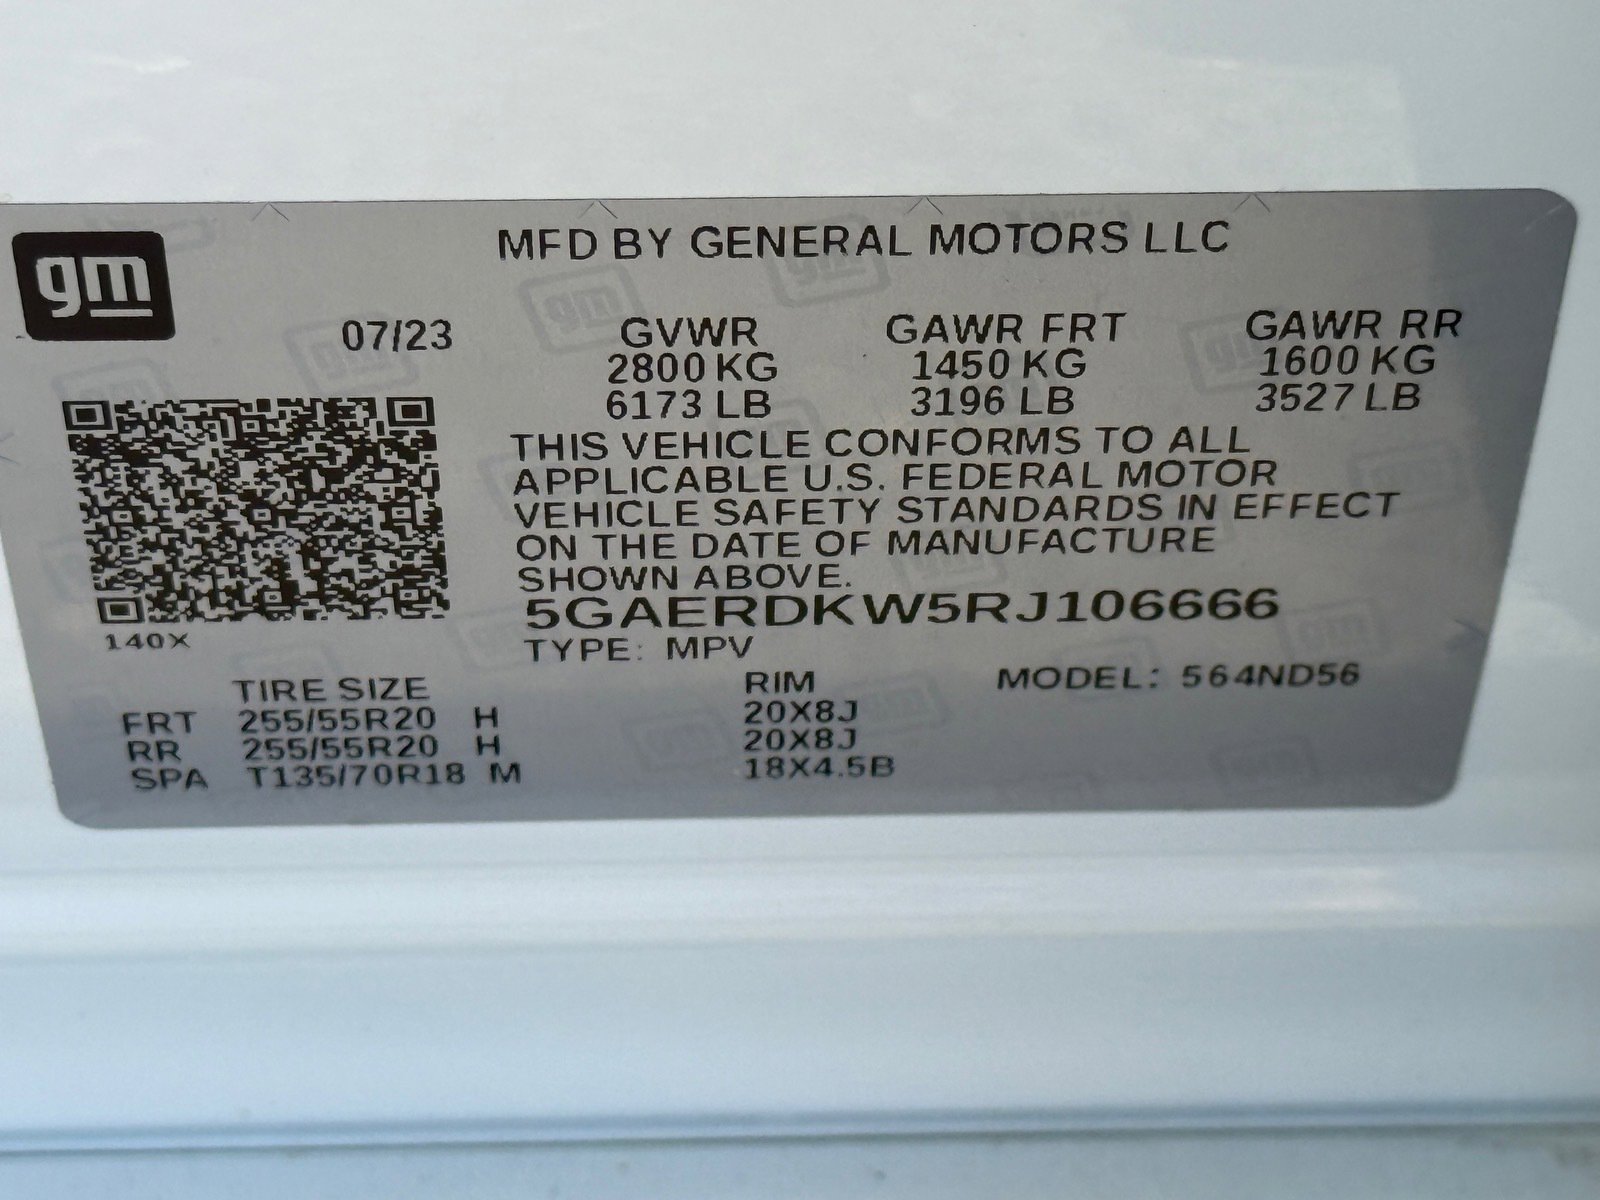 gm
MFD BY GENERAL MOTORS LLC
07/23 GVWR GAWR FRT GAWR RR
2800 KG 1450 KG 1600 KG
6173 LB 3196 LB 3527 LB
THIS VEHICLE CONFORMS TO ALL
APPLICABLE U.S. FEDERAL MOTOR
VEHICLE SAFETY STANDARDS IN EFFECT
ON THE DATE OF MANUFACTURE
SHOWN ABOVE.
5GAERDKW5RJ106666
140X
TYPE: MPV
TIRE SIZE RIM MODEL: 564ND56
FRT 255/55R20 H 20X8J
RR 255/55R20 H 20X8J
SPA T135/70R18 M 18X4.5B